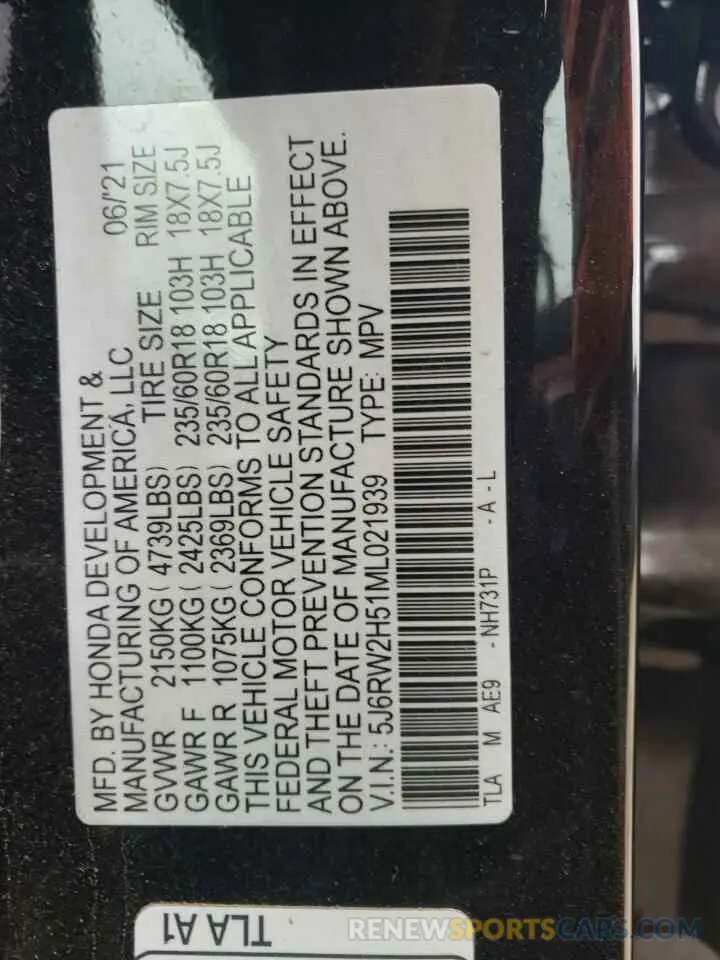 MFD. BY HONDA DEVELOPMENT & 06/'21
MANUFACTURING OF AMERICA, LLC
TIRE SIZE RIM SIZE
GVWR 2150KG ( 4739LBS)
GAWR F 1100KG ( 2425LBS) 235/60R18 103H 18X7.5J
GAWR R 1075KG ( 2369LBS) 235/60R18 103H 18X7.5J
THIS VEHICLE CONFORMS TO ALL APPLICABLE
FEDERAL MOTOR VEHICLE SAFETY
AND THEFT PREVENTION STANDARDS IN EFFECT
ON THE DATE OF MANUFACTURE SHOWN ABOVE.
V.I.N.: 5J6RW2H51ML021939 TYPE: MPV
TLA M AE9 - NH731P - A - L
TLA A1
RENEWSPORTSCARS.COM